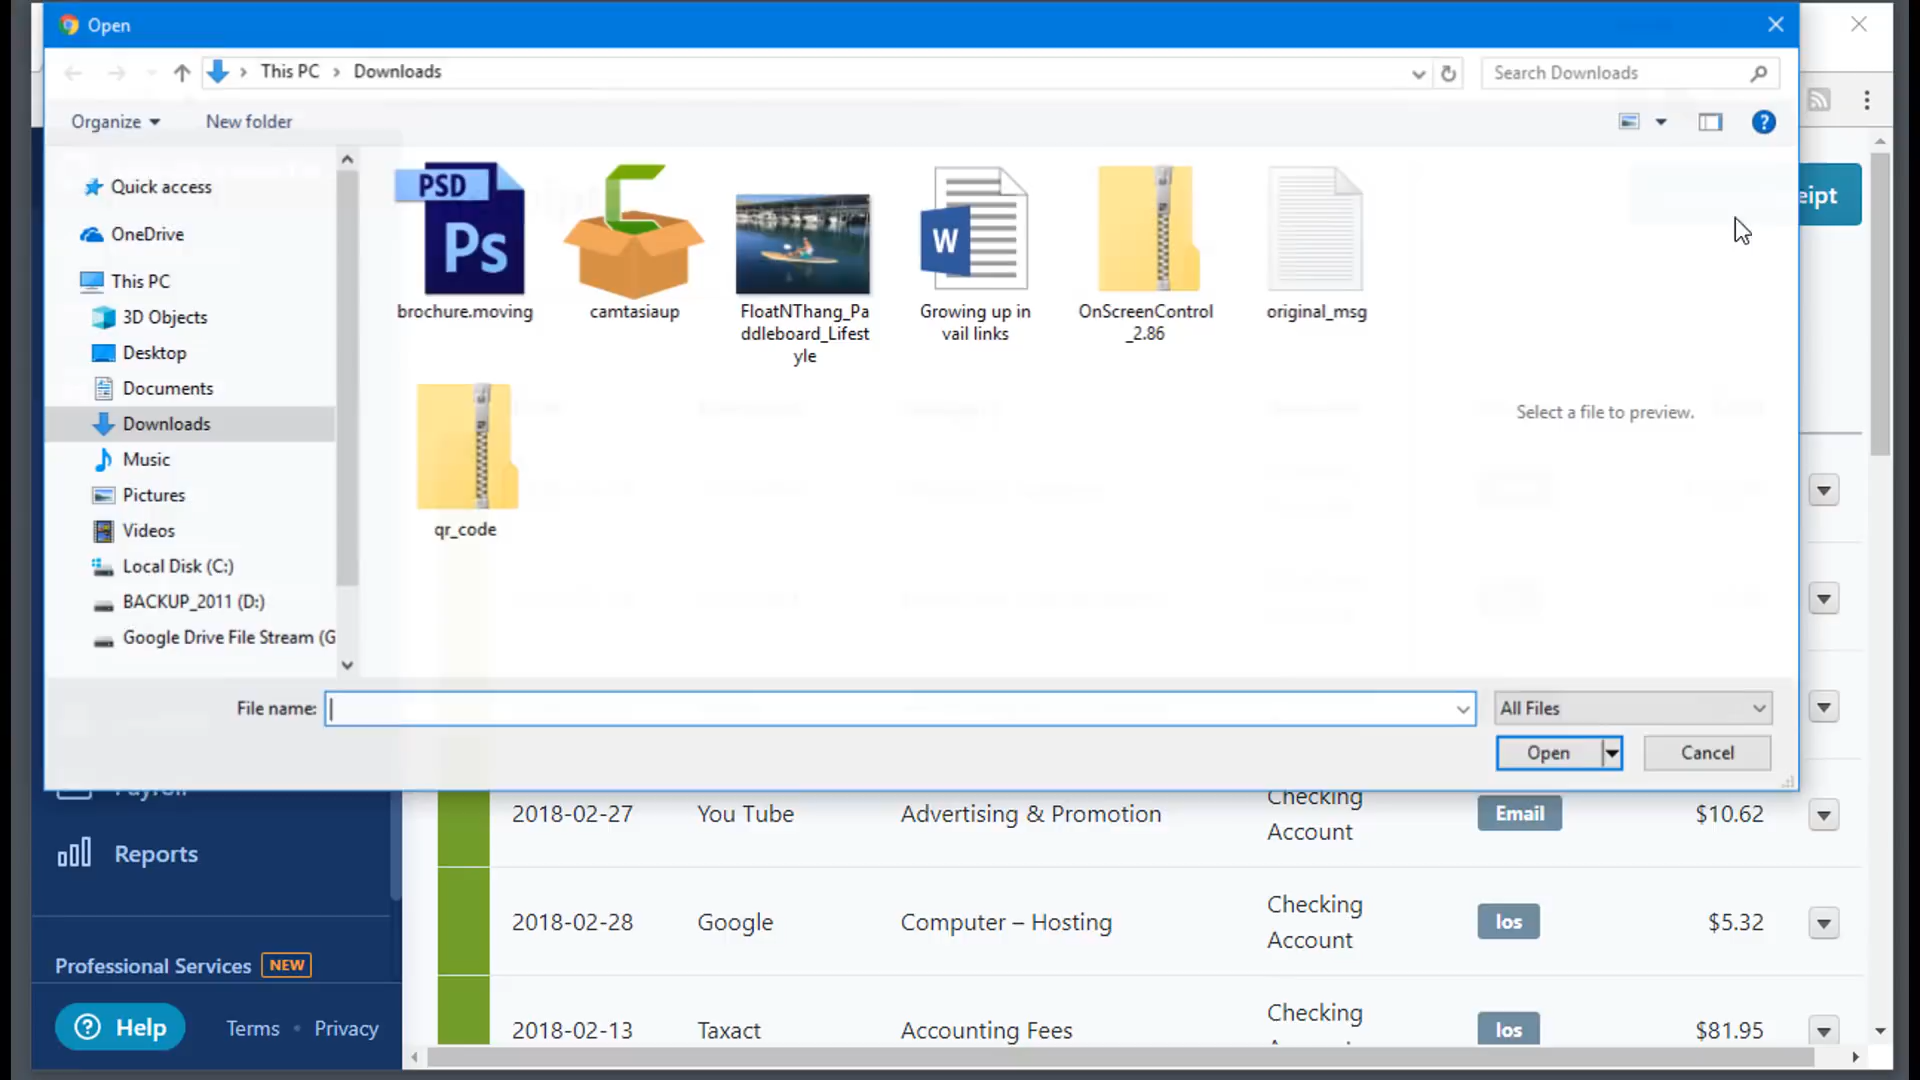 Open
This PC > Downloads
Search Downloads
Organize
New folder
Quick access
OneDrive
This PC
3D Objects
Desktop
Documents
Downloads
Music
Pictures
Videos
Local Disk (C:)
BACKUP_2011 (D:)
Google Drive File Stream (G
PSD
Ps
brochure.moving
camtasiaup
FloatNThang_Pa
ddleboard_Lifest
yle
W
Growing up in
vail links
OnScreenControl
_2.86
original_msg
qr_code
Select a file to preview.
eipt
File name:
All Files
Open
Cancel
Payroll
Reports
Professional Services NEW
? Help
Terms • Privacy
2018-02-27 You Tube Advertising & Promotion Checking Email $10.62
Account
2018-02-28 Google Computer – Hosting Checking Ios $5.32
Account
2018-02-13 Taxact Accounting Fees Checking Ios $81.95